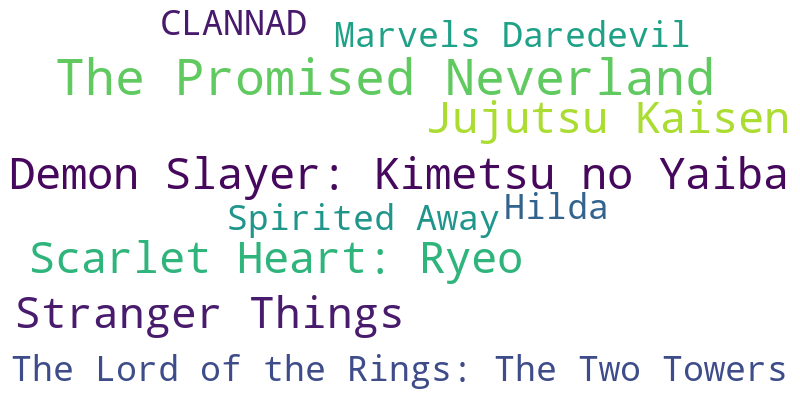 CLANNAD
Marvels Daredevil
The Promised Neverland
Jujutsu Kaisen
Demon Slayer: Kimetsu no Yaiba
Hilda
Spirited Away
Scarlet Heart: Ryeo
Stranger Things
The Lord of the Rings: The Two Towers